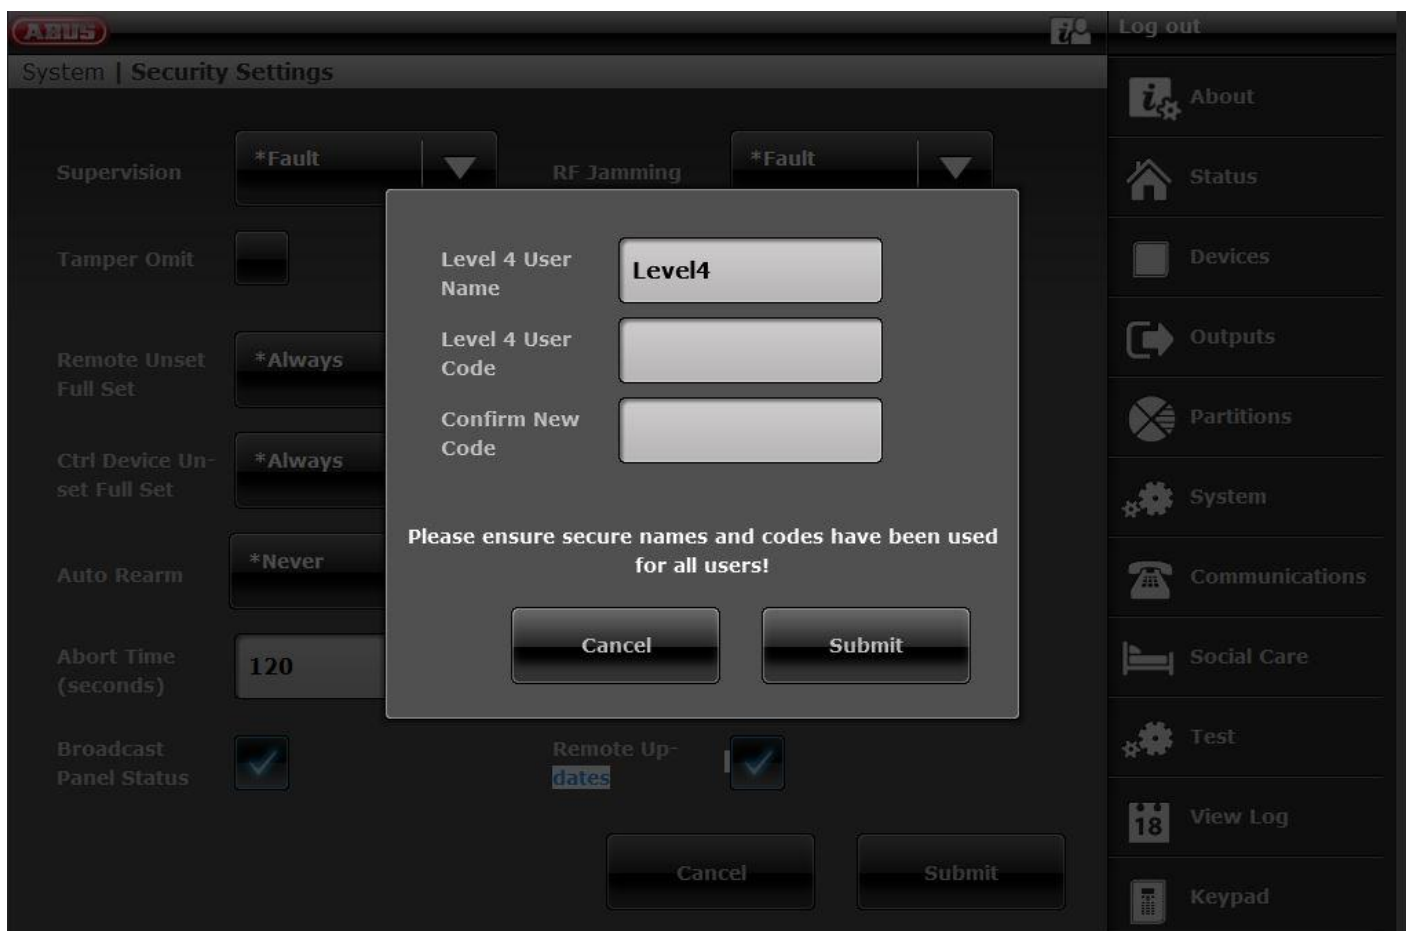 ABUS
Log out
System | Security Settings
About
Supervision
*Fault
RF Jamming
*Fault
Status
Tamper Omit
Devices
Remote Unset
Full Set
*Always
Outputs
Ctrl Device Un-
set Full Set
*Always
Partitions
Auto Rearm
*Never
System
Abort Time
(seconds)
120
Communications
Broadcast
Panel Status
Remote Up-
dates
Social Care
Test
18
View Log
Keypad
Cancel
Submit
Level 4 User
Name
Level4
Level 4 User
Code
Confirm New
Code
Please ensure secure names and codes have been used
for all users!
Cancel
Submit